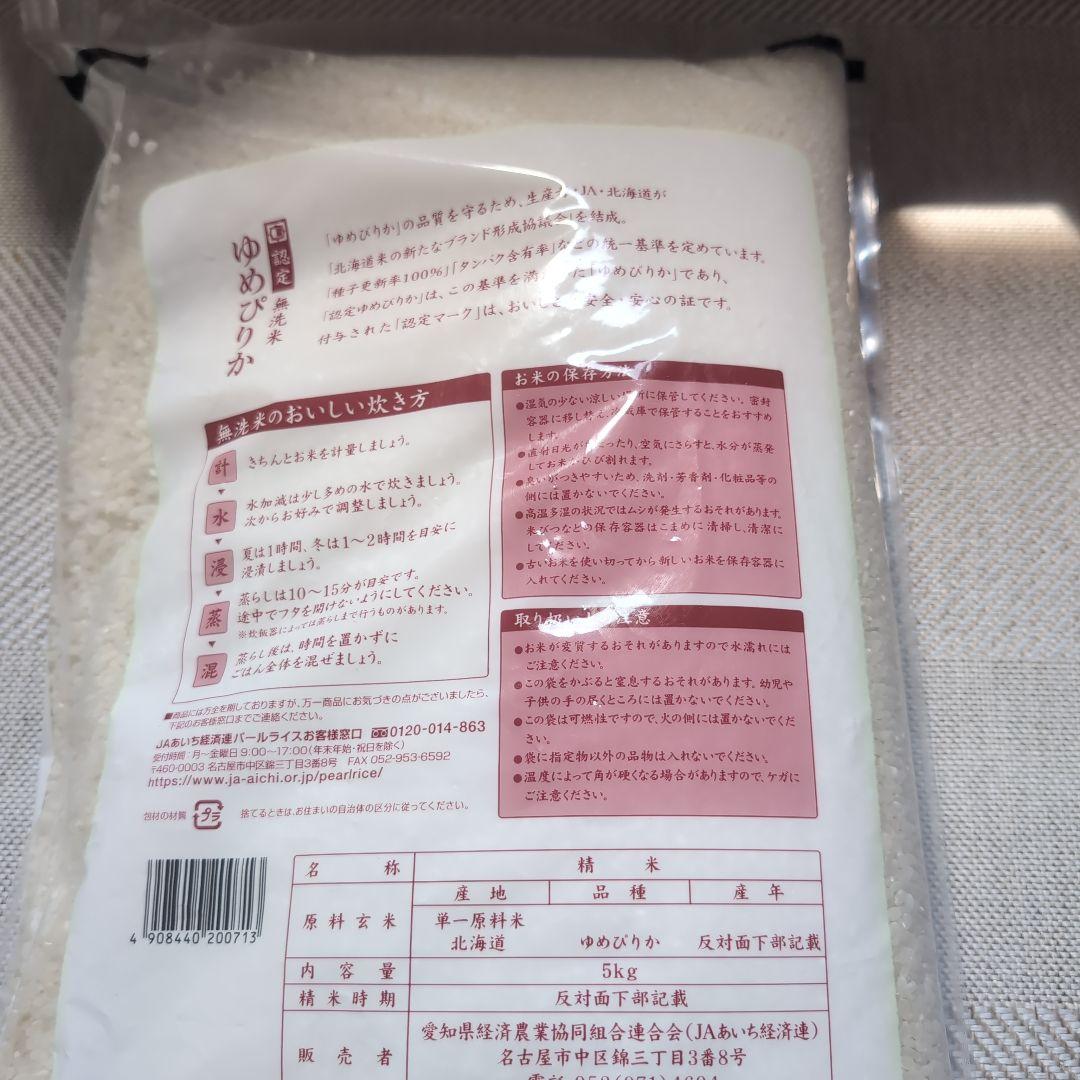 認定
無洗米
ゆめぴりか
「ゆめぴりか」の品質を守るため、生産 JA・北海道が
「北海道米の新たなブランド形成協議会」を結成。
「種子更新率100%」「タンパク含有率」などの統一基準を定めています。
「認定ゆめぴりか」は、この基準を満 た「ゆめぴりか」であり、
付与された「認定マーク」は、おいし 安全・安心の証です。
無洗米のおいしい炊き方
計
きちんとお米を計量しましょう。
水
水加減は少し多めの水で炊きましょう。
次からお好みで調整しましょう。
浸
夏は1時間、冬は1〜2時間を目安に
浸漬しましょう。
蒸
蒸らしは10〜15分が目安です。
途中でフタを開けないようにしてください。
※炊飯器によっては蒸らしまで行うものがあります。
混
蒸らし後は、時間を置かずに
ごはん全体を混ぜましょう。
お米の保存方法
●湿気の少ない涼しい場所に保管してください。密封
容器に移し替え、冷蔵庫で保管することをおすすめ
します。
●直射日光が たったり、空気にさらすと、水分が蒸発
してお米がひび割れます。
●臭いがつきやすいため、洗剤・芳香剤・化粧品等の
側には置かないでください。
●高温多湿の状況ではムシが発生するおそれがあります。
米びつなどの保存容器はこまめに清掃し、清潔に
してください。
●古いお米を使い切ってから新しいお米を保存容器に
入れてください。
取り扱い 注意
●お米が変質するおそれがありますので水濡れには
ご注意ください。
●この袋をかぶると窒息するおそれがあります。幼児や
子供の手の届くところには置かないでください。
●この袋は可燃性ですので、火の側には置かないでくだ
さい。
●袋に指定物以外の品物は入れないでください。
●温度によって角が硬くなる場合がありますので、ケガに
ご注意ください。
■商品には万全を期しておりますが、万一商品にお気づきの点がございましたら、
下記のお客様窓口までご連絡ください。
JAあいち経済連パールライスお客様窓口 0120-014-863
受付時間:月〜金曜日 9:00〜17:00(年末年始・祝日を除く)
〒460-0003 名古屋市中区錦三丁目3番8号 FAX 052-953-6592
https://www.ja-aichi.or.jp/pearlrice/
包材の材質 プラ 捨てるときは、お住まいの自治体の区分に従ってください。
4 908440 200713
名称 精米
原料玄米 産地 品種 産年
単一原料米
北海道 ゆめぴりか 反対面下部記載
内容量 5kg
精米時期 反対面下部記載
販売者 愛知県経済農業協同組合連合会(JAあいち経済連)
名古屋市中区錦三丁目3番8号